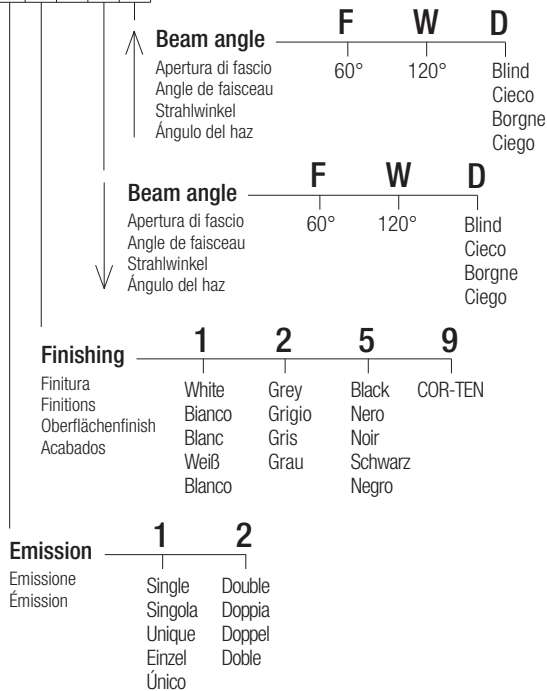 F W D
Beam angle
Apertura di fascio 60° 120° Blind
Angle de faisceau Cieco
Strahlwinkel Borgne
Ángulo del haz Ciego
F W D
Beam angle
Apertura di fascio 60° 120° Blind
Angle de faisceau Cieco
Strahlwinkel Borgne
Ángulo del haz Ciego
1 2 5 9
Finishing
Finitura White Grey Black COR-TEN
Finitions Bianco Grigio Nero
Oberflächenfinish Blanc Gris Noir
Acabados Weiß Grau Schwarz
Blanco Negro
1 2
Emission
Emissione Single Double
Émission Singola Doppia
Unique Doppel
Einzel Doble
Único